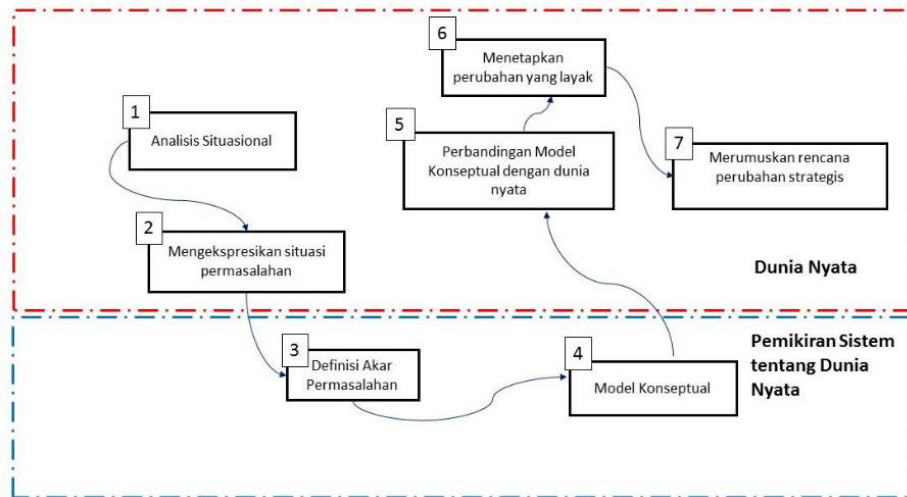 1
Analisis Situasional
2
Mengekspresikan situasi
permasalahan
3
Definisi Akar
Permasalahan
4
Model Konseptual
5
Perbandingan Model
Konseptual dengan dunia
nyata
6
Menetapkan
perubahan yang layak
7
Merumuskan rencana
perubahan strategis
Dunia Nyata
Pemikiran Sistem
tentang Dunia
Nyata